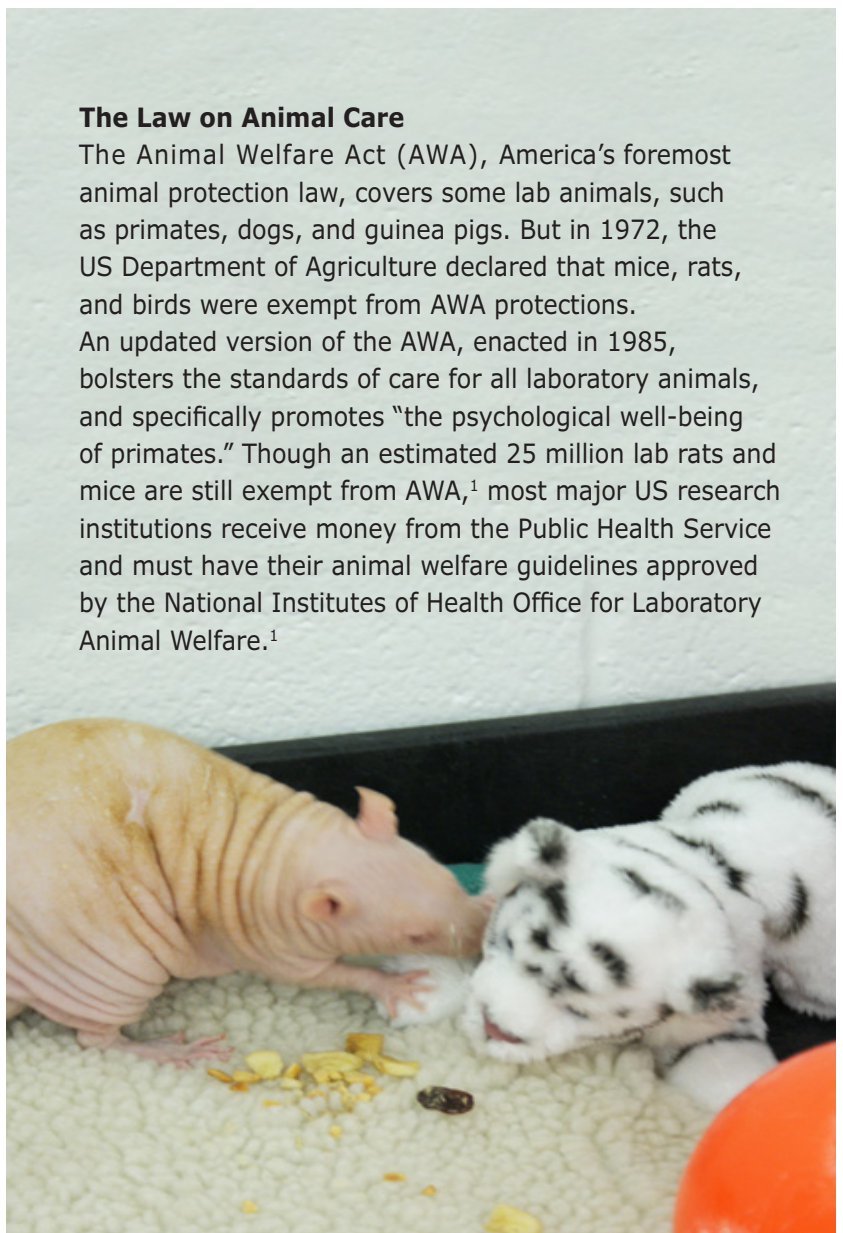 The Law on Animal Care
The Animal Welfare Act (AWA), America’s foremost
animal protection law, covers some lab animals, such
as primates, dogs, and guinea pigs. But in 1972, the
US Department of Agriculture declared that mice, rats,
and birds were exempt from AWA protections.
An updated version of the AWA, enacted in 1985,
bolsters the standards of care for all laboratory animals,
and specifically promotes “the psychological well-being
of primates.” Though an estimated 25 million lab rats and
mice are still exempt from AWA,¹ most major US research
institutions receive money from the Public Health Service
and must have their animal welfare guidelines approved
by the National Institutes of Health Office for Laboratory
Animal Welfare.¹